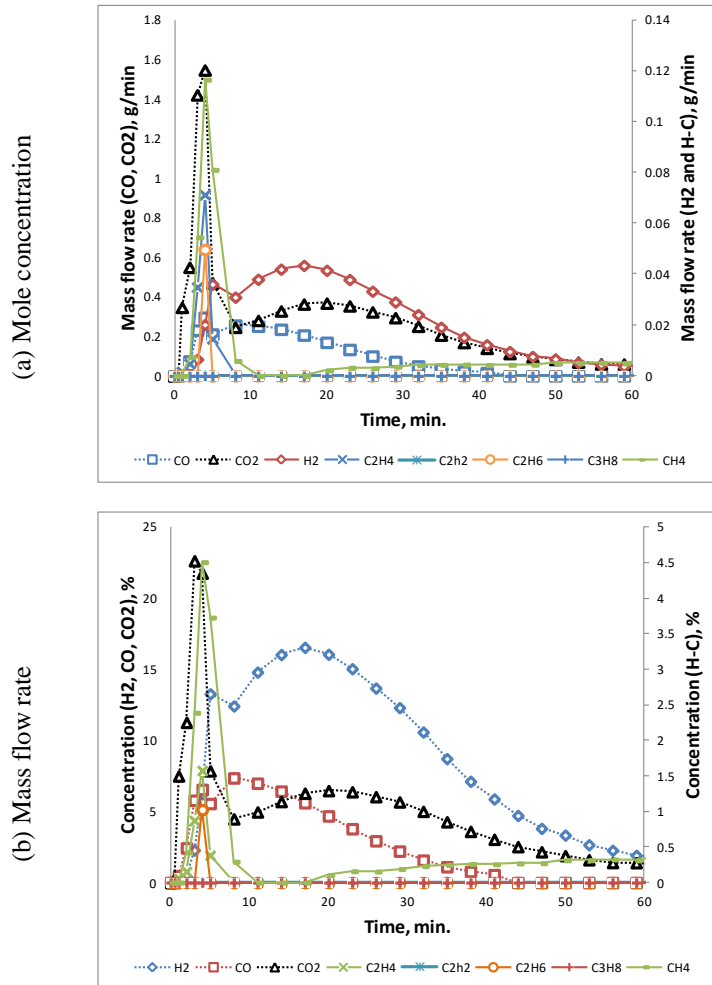 (a) Mole concentration
Mass flow rate (CO, CO2), g/min
1.8
1.6
1.4
1.2
1
0.8
0.6
0.4
0.2
0
0.14
0.12
0.1
0.08
0.06
0.04
0.02
0
Mass flow rate (H2 and H-C), g/min
0 10 20 30 40 50 60
Time, min.
CO CO2 H2 C2H4 C2h2 C2H6 C3H8 CH4
(b) Mass flow rate
Concentration (H2, CO, CO2), %
25
20
15
10
5
0
5
4.5
4
3.5
3
2.5
2
1.5
1
0.5
0
Concentration (H-C), %
0 10 20 30 40 50 60
Time, min.
H2 CO CO2 C2H4 C2h2 C2H6 C3H8 CH4